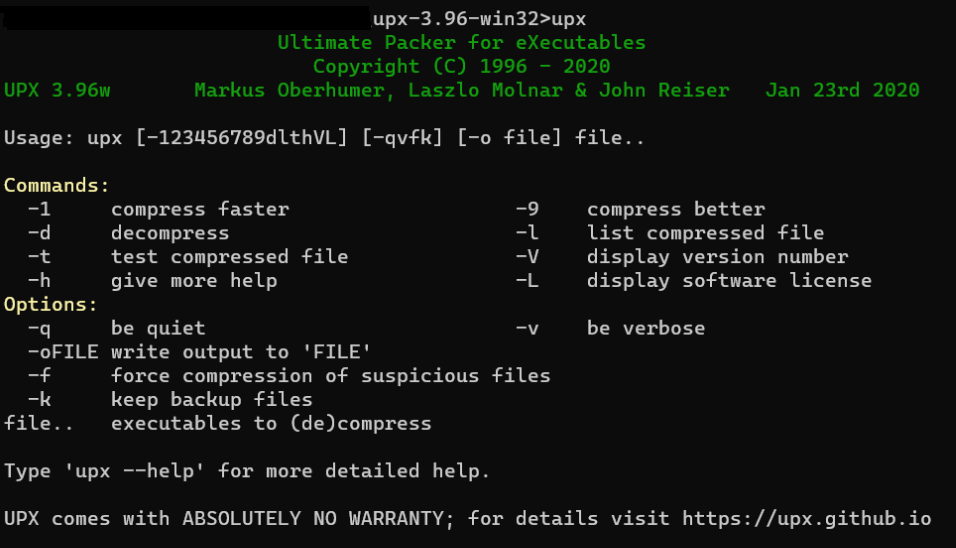 upx-3.96-win32>upx
Ultimate Packer for eXecutables
Copyright (C) 1996 - 2020
UPX 3.96w Markus Oberhumer, Laszlo Molnar & John Reiser Jan 23rd 2020
Usage: upx [-123456789dlthVL] [-qvfk] [-o file] file..
Commands:
-1 compress faster -9 compress better
-d decompress -l list compressed file
-t test compressed file -V display version number
-h give more help -L display software license
Options:
-q be quiet -v be verbose
-oFILE write output to 'FILE'
-f force compression of suspicious files
-k keep backup files
file.. executables to (de)compress
Type 'upx --help' for more detailed help.
UPX comes with ABSOLUTELY NO WARRANTY; for details visit https://upx.github.io